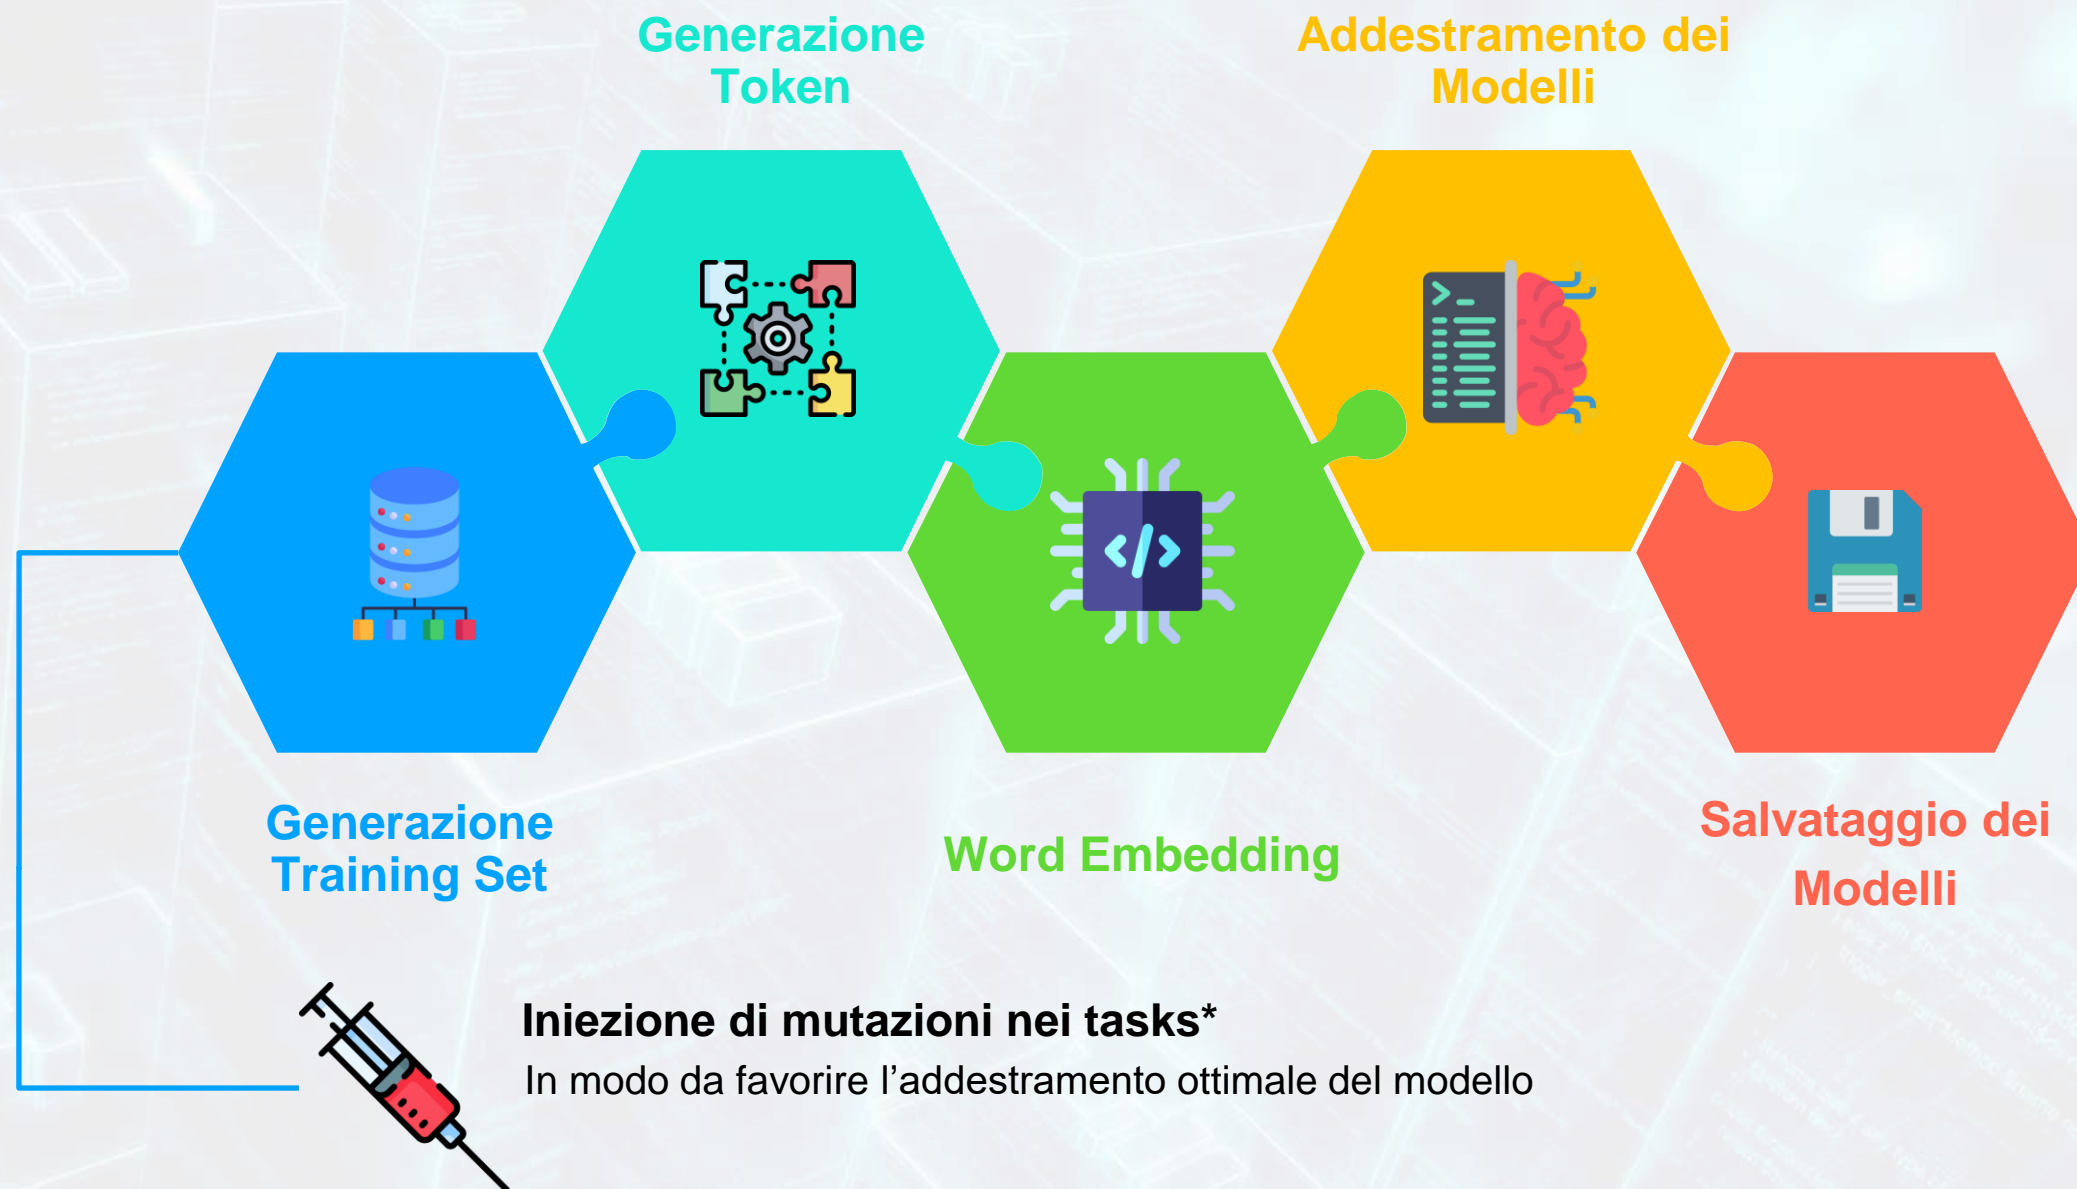 Generazione
Token
Addestramento dei
Modelli
Generazione
Training Set
Word Embedding
Salvataggio dei
Modelli
Iniezione di mutazioni nei tasks*
In modo da favorire l’addestramento ottimale del modello